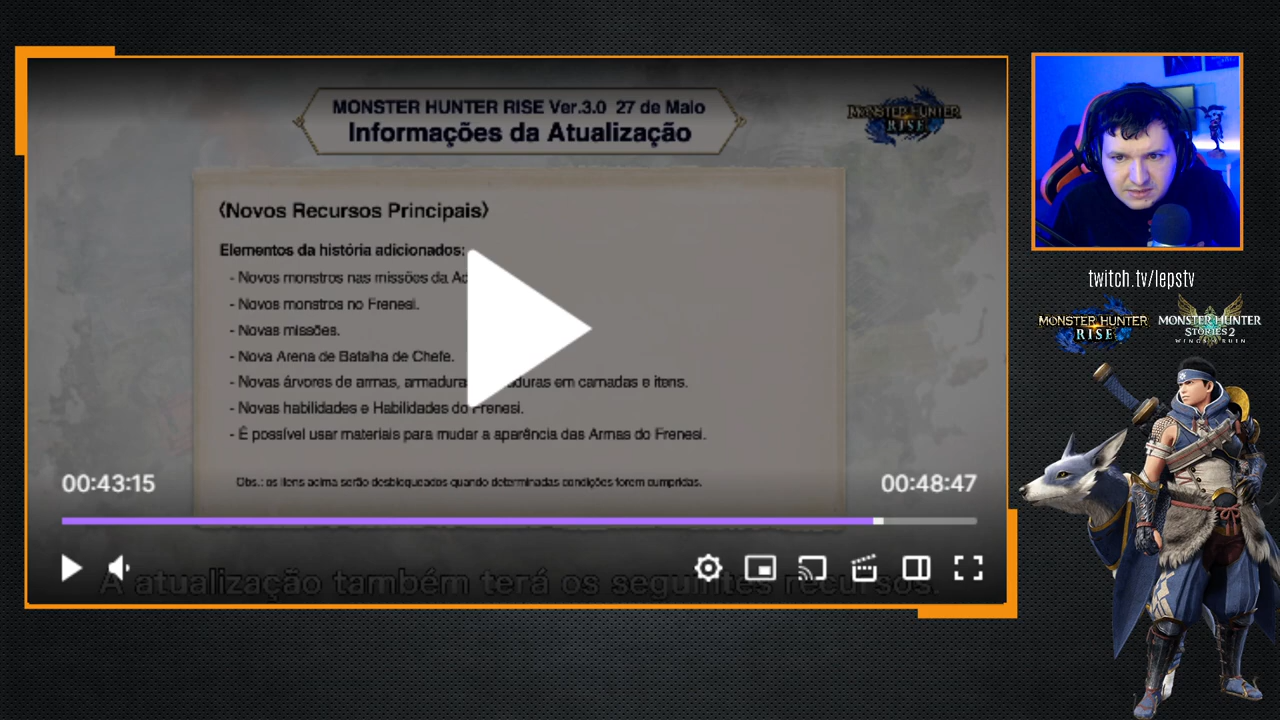 MONSTER HUNTER RISE Ver.3.0 27 de Maio
Informações da Atualização
MONSTER HUNTER
RISE
〈Novos Recursos Principais〉
Elementos da história adicionados:
- Novos monstros nas missões da
- Novos monstros no Frenesi.
- Novas missões.
- Nova Arena de Batalha de Chefe.
- Novas árvores de armas, em camadas e itens.
- Novas habilidades e Habilidades do Frenesi.
- É possível usar materiais para mudar a aparência das Armas do Frenesi.
Obs.: os itens acima serão desbloqueados quando determinadas condições forem cumpridas.
00:43:15
00:48:47
A atualização também terá os seguintes recursos.
twitch.tv/lepstv
MONSTER HUNTER
RISE
MONSTER HUNTER
STORIES 2
WINGS OF RUIN